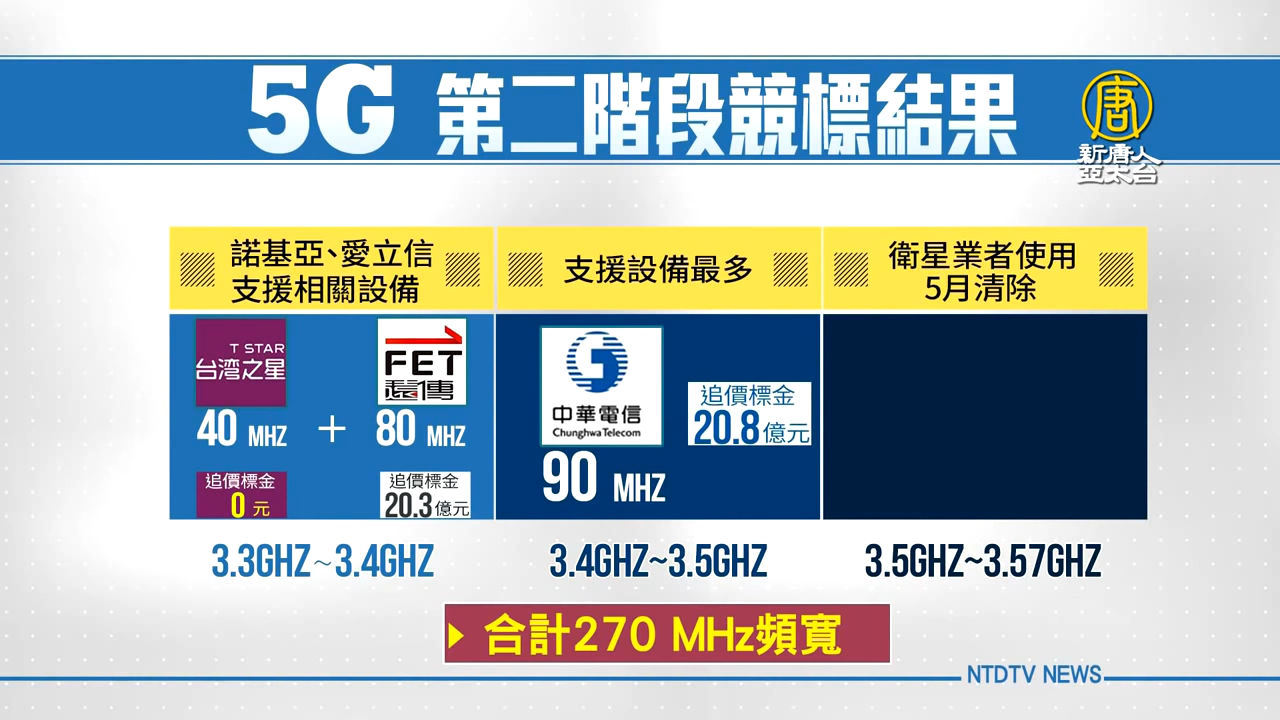 5G 第二階段競標結果
唐
新唐人
亞太台
諾基亞、愛立信
支援相關設備
支援設備最多
衛星業者使用
5月清除
T STAR
台湾之星
FET
遠傳
40 MHZ + 80 MHZ
追價標金
0 元
追價標金
20.3億元
中華電信
Chunghwa Telecom
90 MHZ
追價標金
20.8億元
3.3GHZ~3.4GHZ
3.4GHZ~3.5GHZ
3.5GHZ~3.57GHZ
合計270 MHz頻寬
NTDTV NEWS